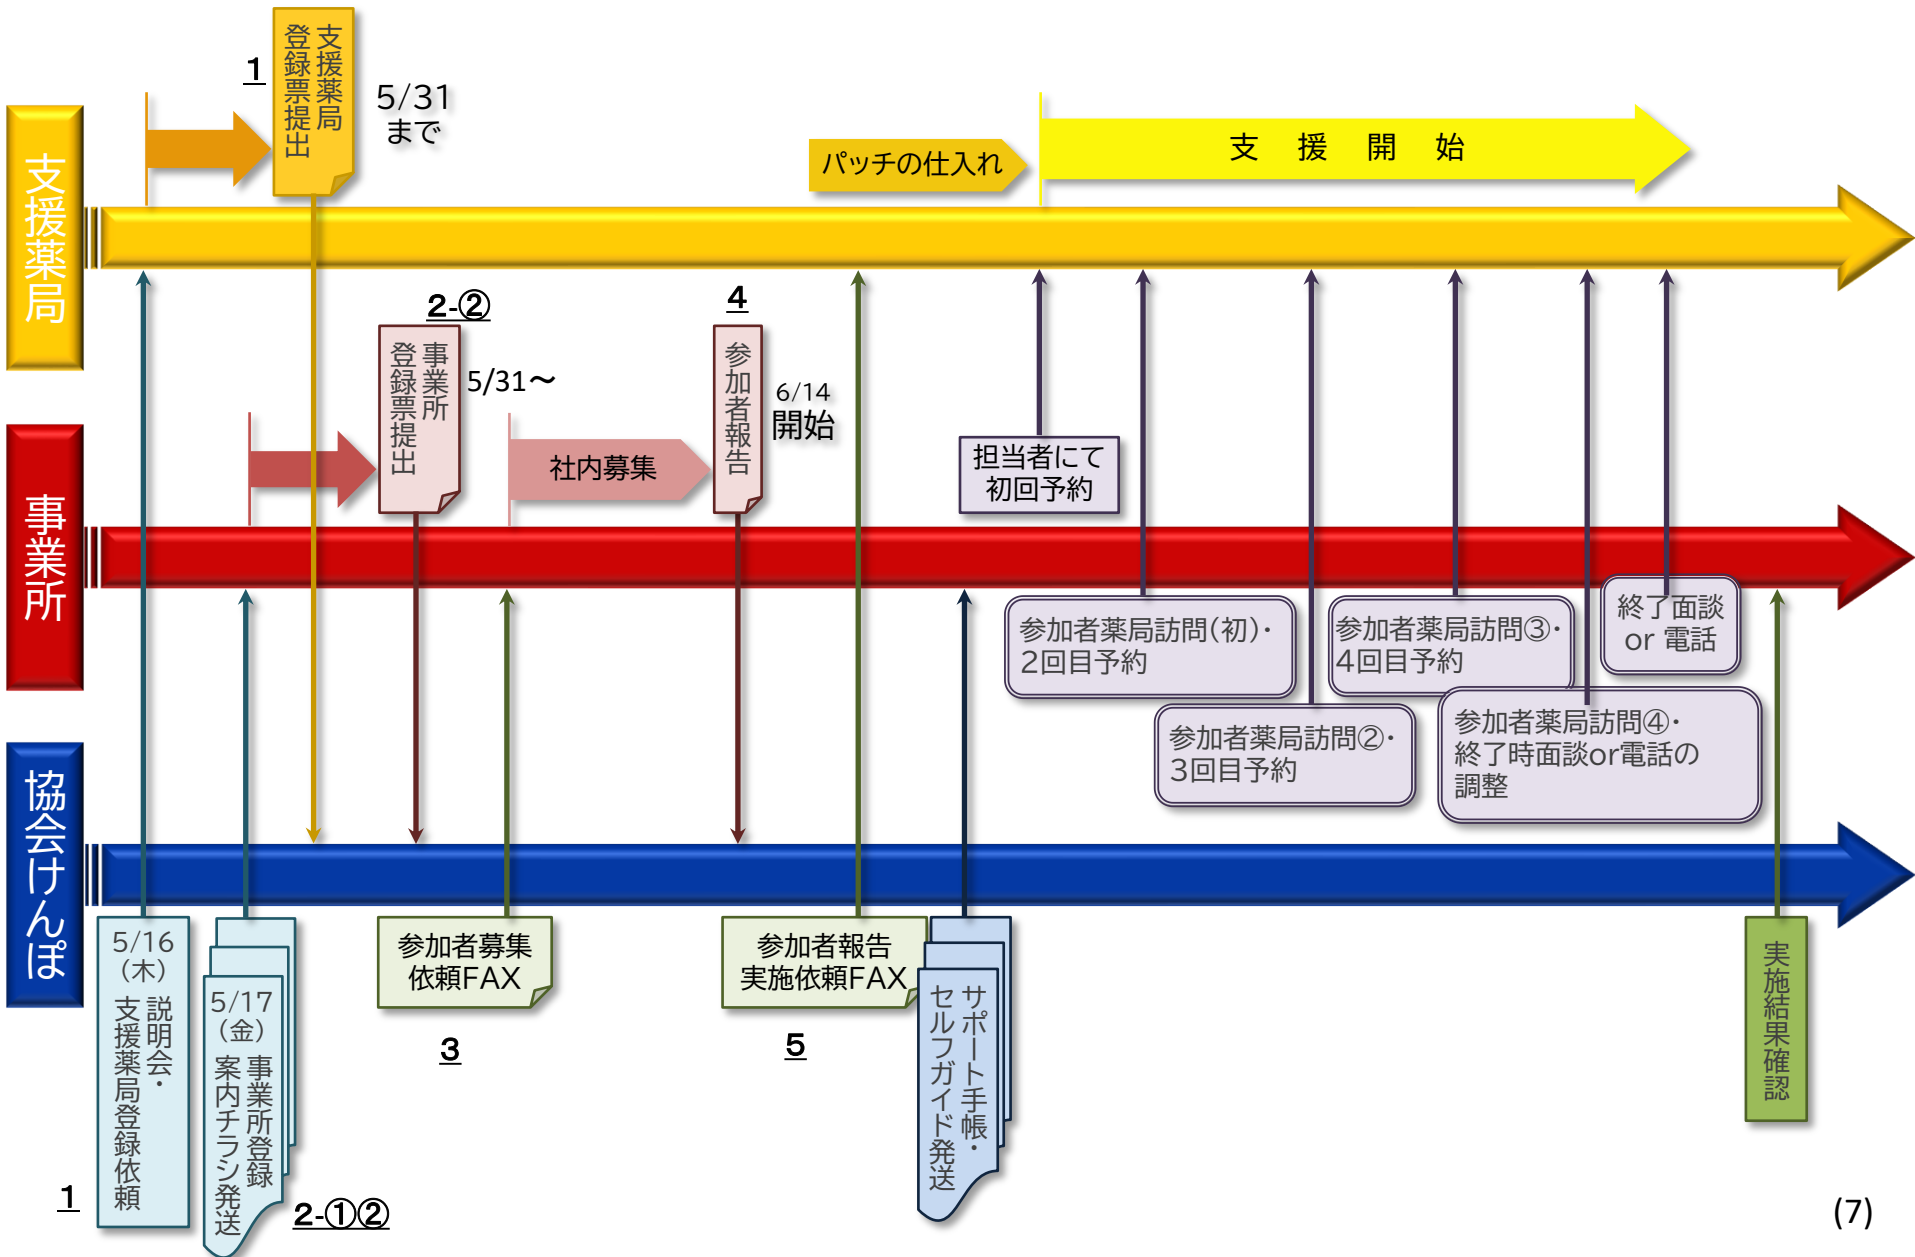 支援薬局
1
支援薬局
登録票提出
5/31
まで
パッチの仕入れ
支援開始
事業所
2-②
事業所
登録票提出
5/31～
社内募集
4
参加者報告
6/14
開始
担当者にて
初回予約
参加者薬局訪問(初)・
2回目予約
参加者薬局訪問②・
3回目予約
参加者薬局訪問③・
4回目予約
参加者薬局訪問④・
終了時面談or電話の
調整
終了面談
or 電話
協会けんぽ
1
5/16
(木)
説明会・
支援薬局登録依頼
5/17
(金)
事業所登録
案内チラシ発送
2-①②
参加者募集
依頼FAX
3
参加者報告
実施依頼FAX
5
サポート手帳・
セルフガイド発送
実施結果確認
(7)